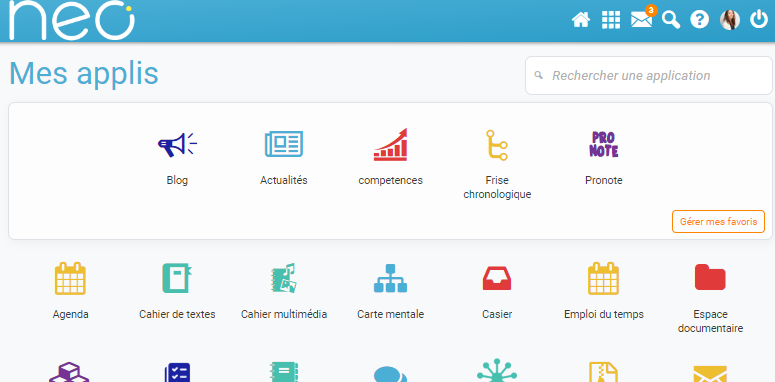 neo
3
Mes applis
Rechercher une application
PRO
NOTE
Blog
Actualités
competences
Frise
chronologique
Pronote
Gérer mes favoris
Agenda
Cahier de textes
Cahier multimédia
Carte mentale
Casier
Emploi du temps
Espace
documentaire